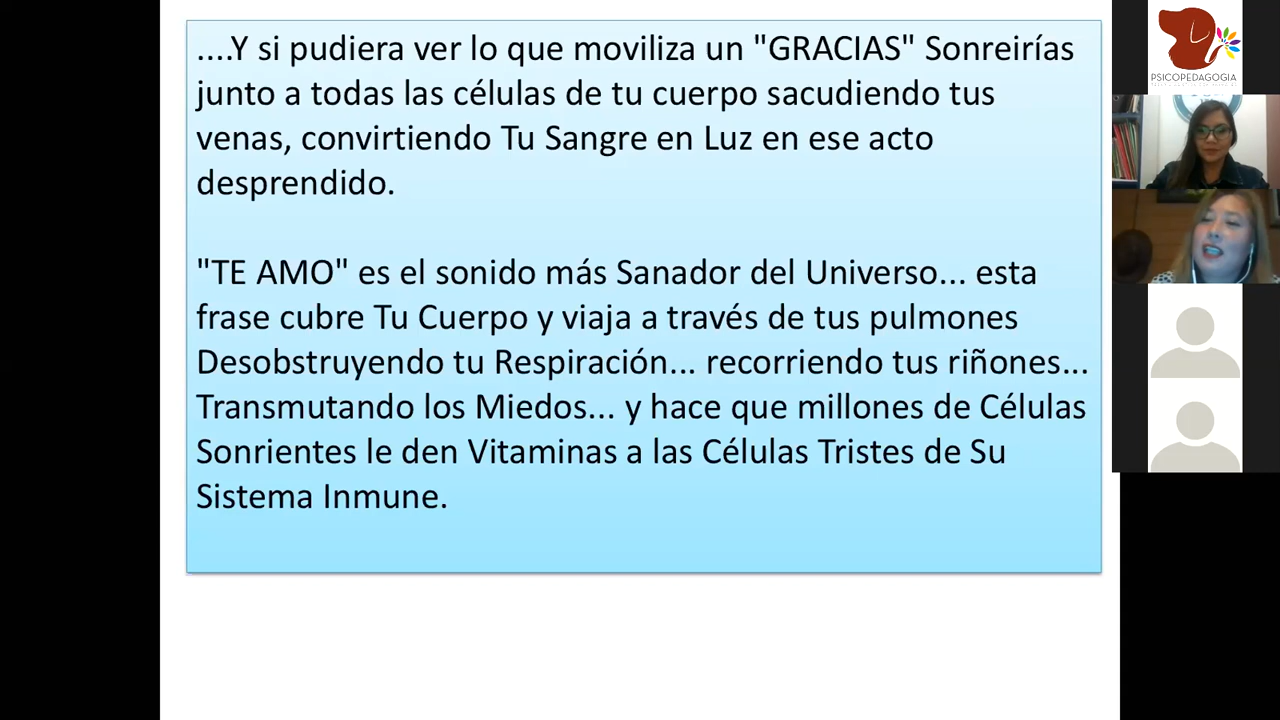 ....Y si pudiera ver lo que moviliza un "GRACIAS" Sonreirías
junto a todas las células de tu cuerpo sacudiendo tus
venas, convirtiendo Tu Sangre en Luz en ese acto
desprendido.
"TE AMO" es el sonido más Sanador del Universo... esta
frase cubre Tu Cuerpo y viaja a través de tus pulmones
Desobstruyendo tu Respiración... recorriendo tus riñones...
Transmutando los Miedos... y hace que millones de Células
Sonrientes le den Vitaminas a las Células Tristes de Su
Sistema Inmune.
PSICOPEDAGOGIA